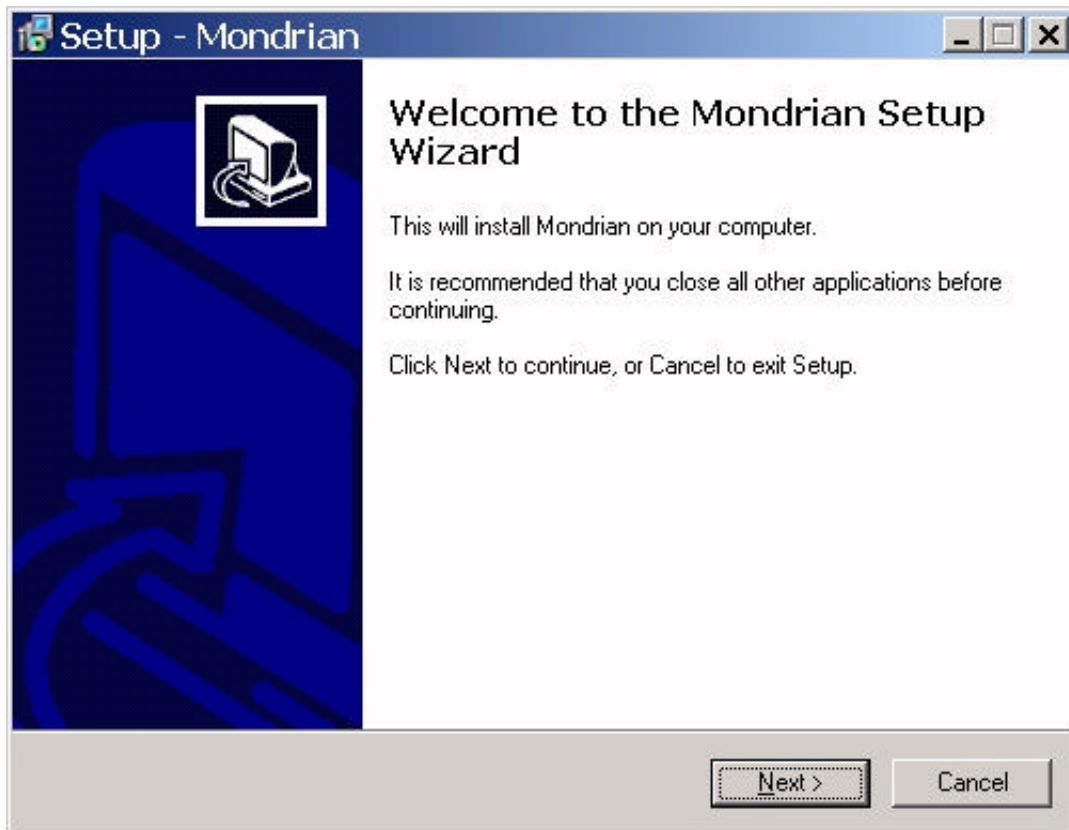 Setup - Mondrian
Welcome to the Mondrian Setup
Wizard
This will install Mondrian on your computer.
It is recommended that you close all other applications before
continuing.
Click Next to continue, or Cancel to exit Setup.
Next >
Cancel